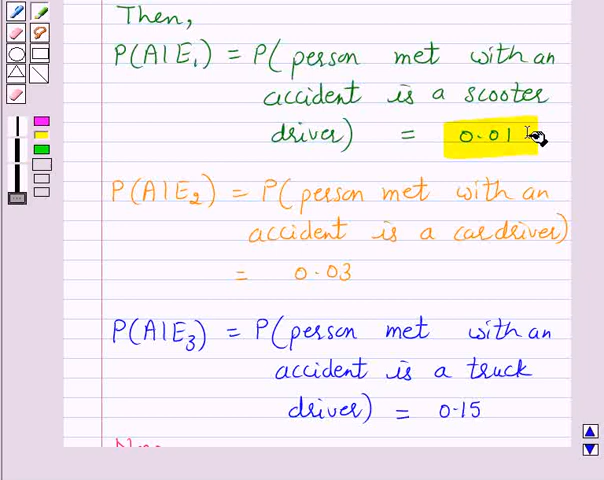 Then,
P(A|E₁) = P( person met with an
accident is a scooter
driver) = 0.01
P(A|E₂) = P( person met with an
accident is a car driver)
= 0.03
P(A|E₃) = P( person met with an
accident is a truck
driver) = 0.15